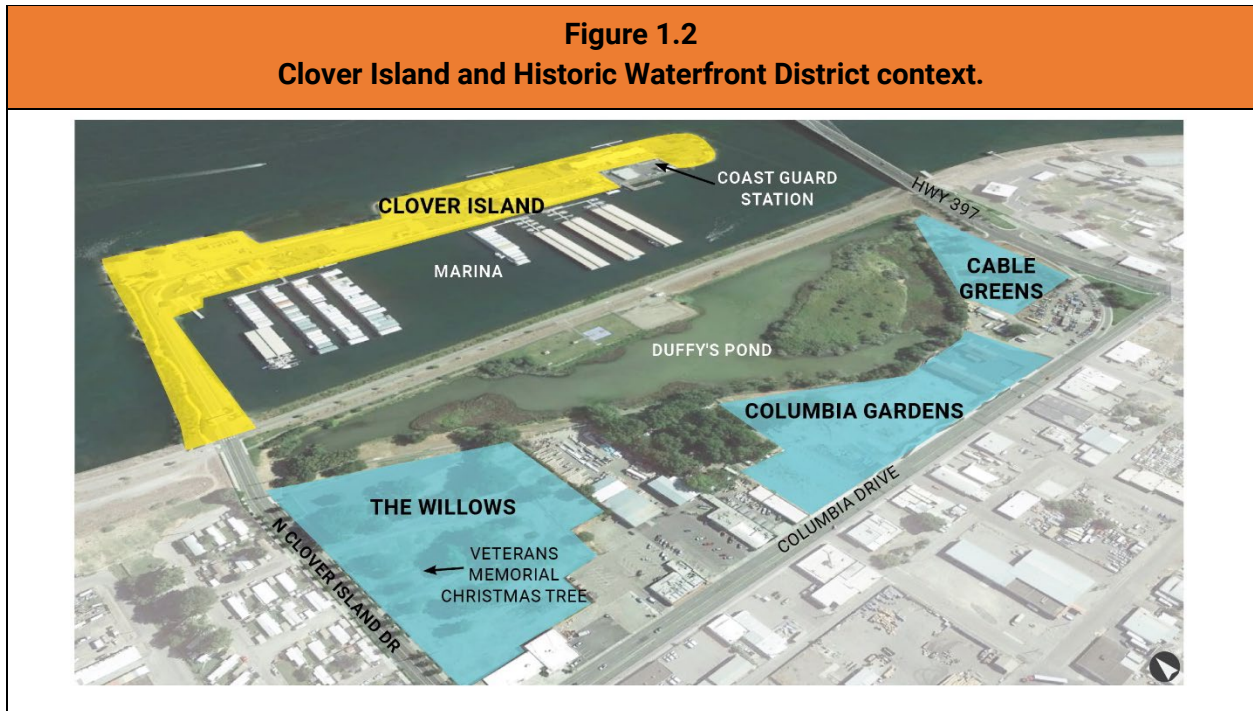 Figure 1.2
Clover Island and Historic Waterfront District context.
COAST GUARD
STATION
HWY 397
CLOVER ISLAND
MARINA
CABLE
GREENS
DUFFY'S POND
COLUMBIA GARDENS
THE WILLOWS
COLUMBIA DRIVE
N CLOVER ISLAND DR
VETERANS
MEMORIAL
CHRISTMAS TREE